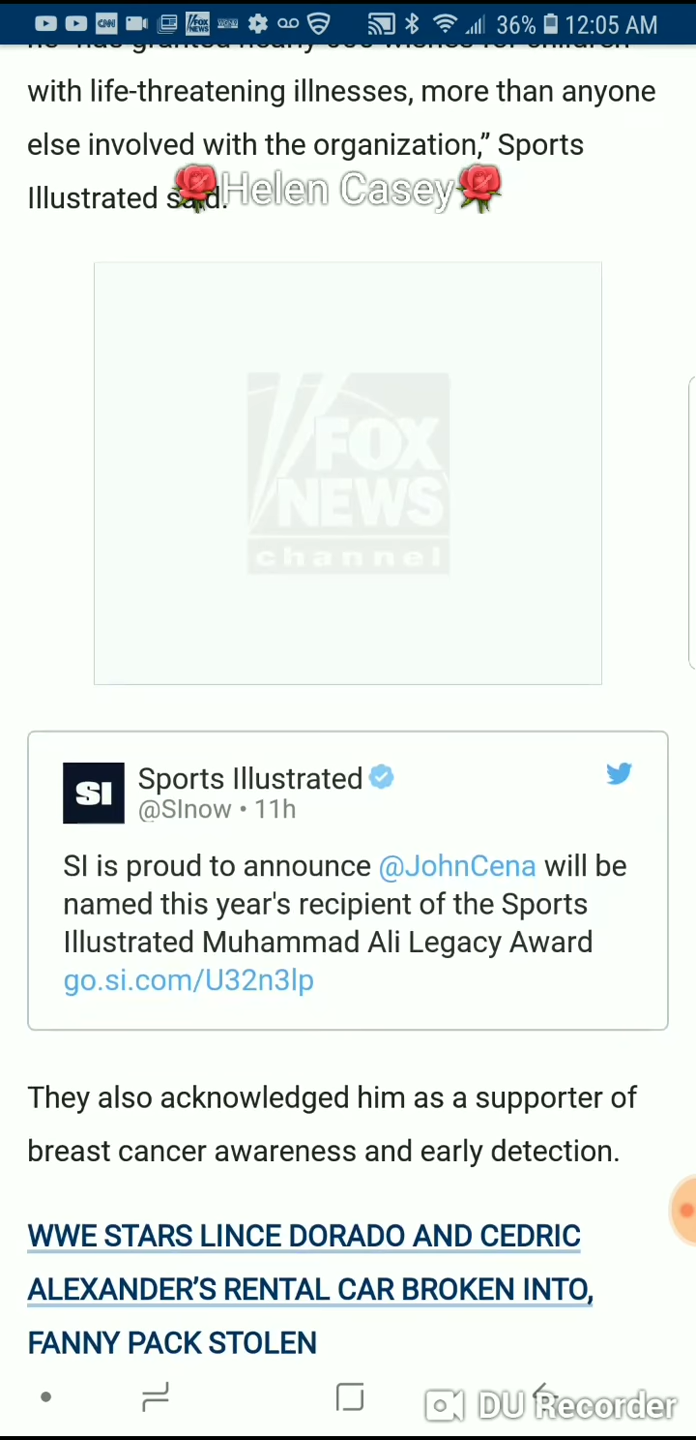 36% 12:05 AM
with life-threatening illnesses, more than anyone
else involved with the organization,” Sports
Illustrated said.
🌹Helen Casey🌹
FOX
NEWS
channel
SI
Sports Illustrated
@SInow • 11h
SI is proud to announce @JohnCena will be
named this year's recipient of the Sports
Illustrated Muhammad Ali Legacy Award
go.si.com/U32n3lp
They also acknowledged him as a supporter of
breast cancer awareness and early detection.
WWE STARS LINCE DORADO AND CEDRIC
ALEXANDER’S RENTAL CAR BROKEN INTO,
FANNY PACK STOLEN
DU Recorder